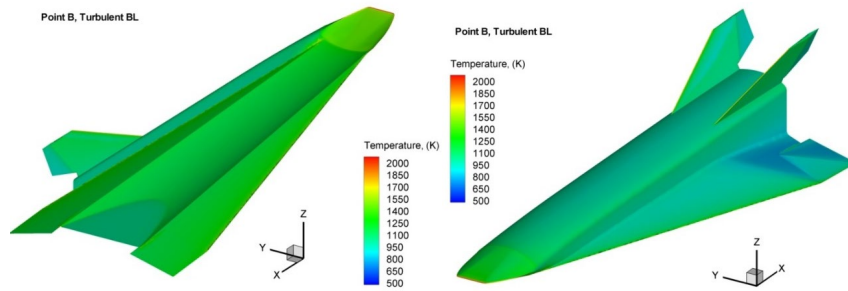 Point B, Turbulent BL
Temperature, (K)
2000
1850
1700
1550
1400
1250
1100
950
800
650
500
Z
Y
X
Point B, Turbulent BL
Temperature, (K)
2000
1850
1700
1550
1400
1250
1100
950
800
650
500
Z
Y
X